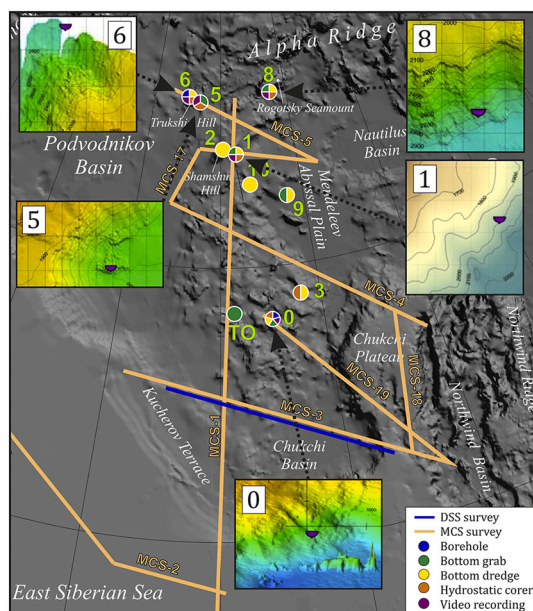 6
Alpha Ridge
8
6
5
8
Rogotsky Seamount
Trukshin Hill
Nautilus
Basin
Podvodnikov
Basin
MCS-5
2
1
MCS-17
Shamshur
Hill
Mendeleev
Abyssal Plain
1
5
9
3
MCS-4
TO
0
Chukchi
Plateau
MCS-19
MCS-18
Northwind Ridge
Northwind Basin
Kucherov Terrace
MCS-1
MCS-3
Chukchi
Basin
0
MCS-2
East Siberian Sea
DSS survey
MCS survey
Borehole
Bottom grab
Bottom dredge
Hydrostatic corer
Video recording